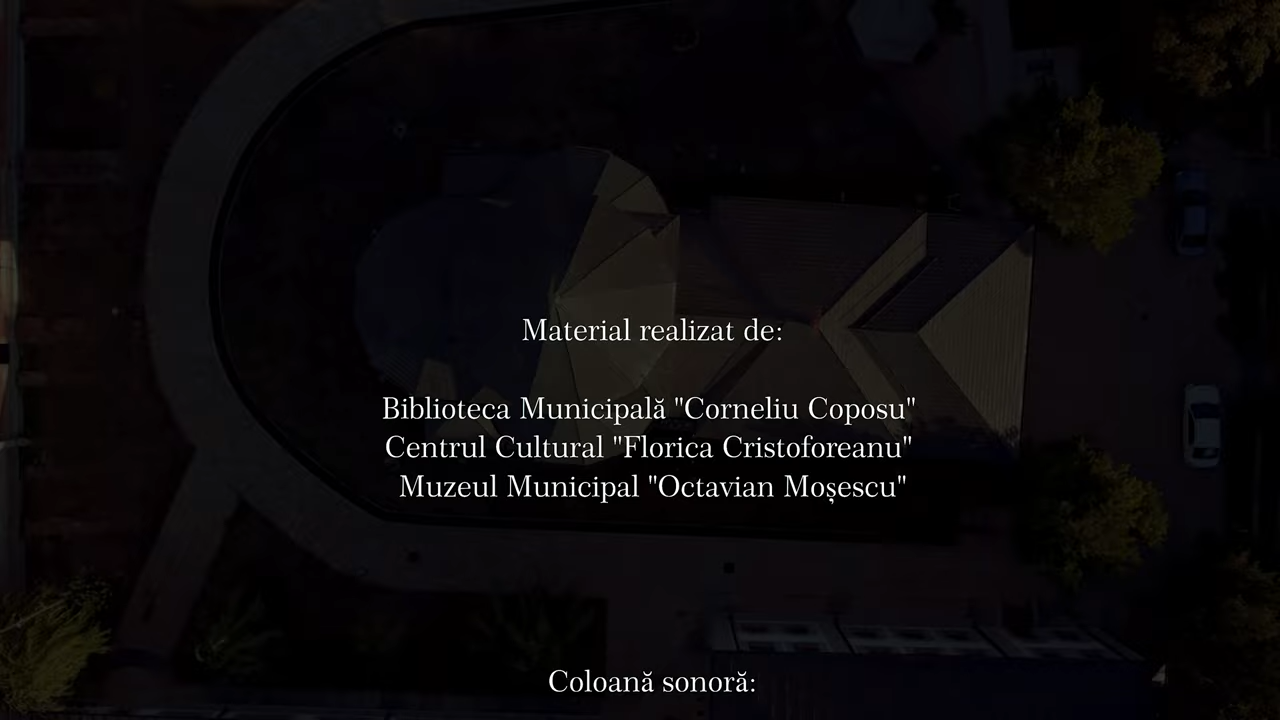 Material realizat de:
Biblioteca Municipală "Corneliu Coposu"
Centrul Cultural "Florica Cristoforeanu"
Muzeul Municipal "Octavian Moșescu"
Coloană sonoră: